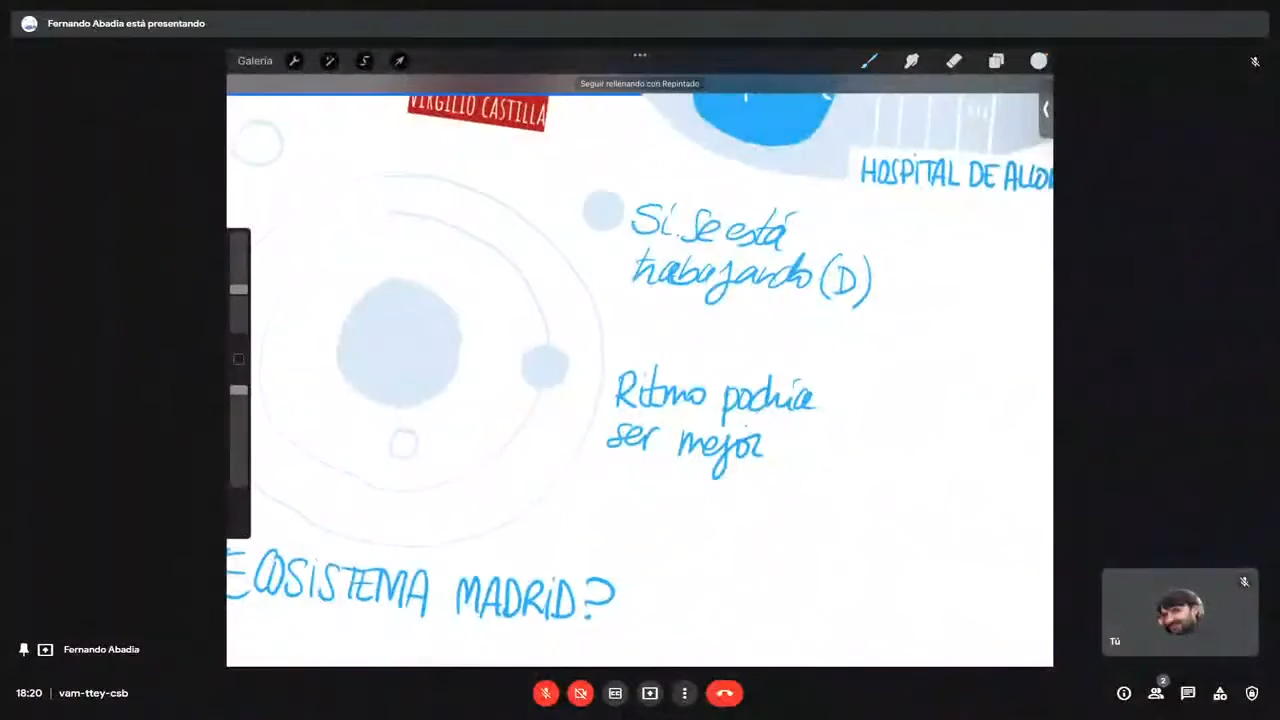 Fernando Abadia está presentando
Galería
Seguir rellenando con Repintado
VIRGILIO CASTILLA
HOSPITAL DE
Sí. Se está
trabajando (D)
Ritmo podría
ser mejor
ECOSISTEMA MADRID?
Tú
Fernando Abadia
18:20 | vam-ttey-csb
2